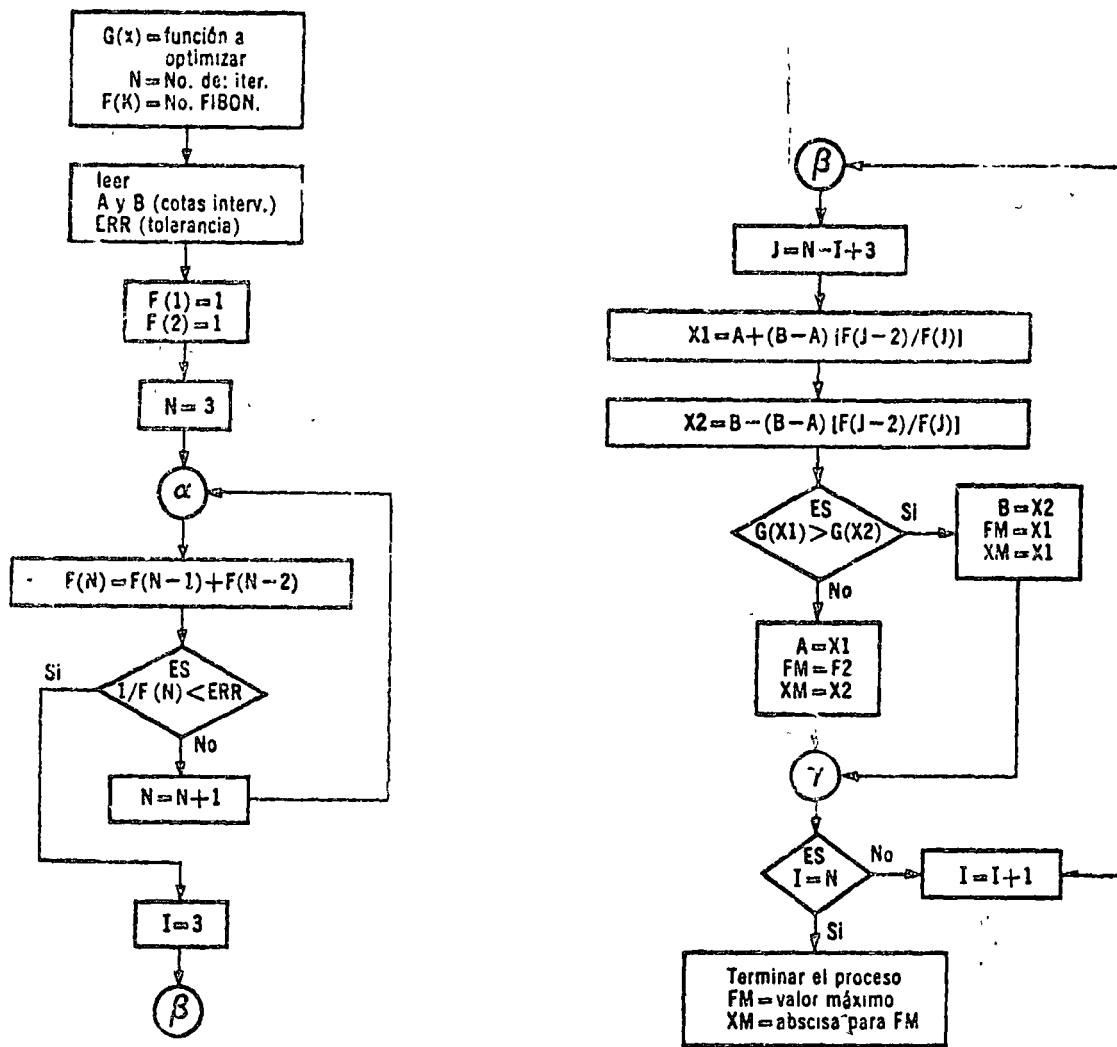 G(x) = función a
optimizar
N = No. de: iter.
F(K) = No. FIBON.
leer
A y B (cotas interv.)
ERR (tolarancia)
F (1) = 1
F (2) = 1
N = 3
α
F(N) = F(N-1) + F(N-2)
Si
ES
1/F (N) < ERR
No
N = N+1
I = 3
β
β
J = N-I+3
X1 = A+(B-A) [F(J-2)/F(J)]
X2 = B-(B-A) [F(J-2)/F(J)]
ES
G(X1) > G(X2)
Si
B = X2
FM = X1
XM = X1
No
A = X1
FM = F2
XM = X2
γ
ES
I = N
No
I = I+1
Si
Terminar el proceso
FM = valor máximo
XM = abscisa para FM